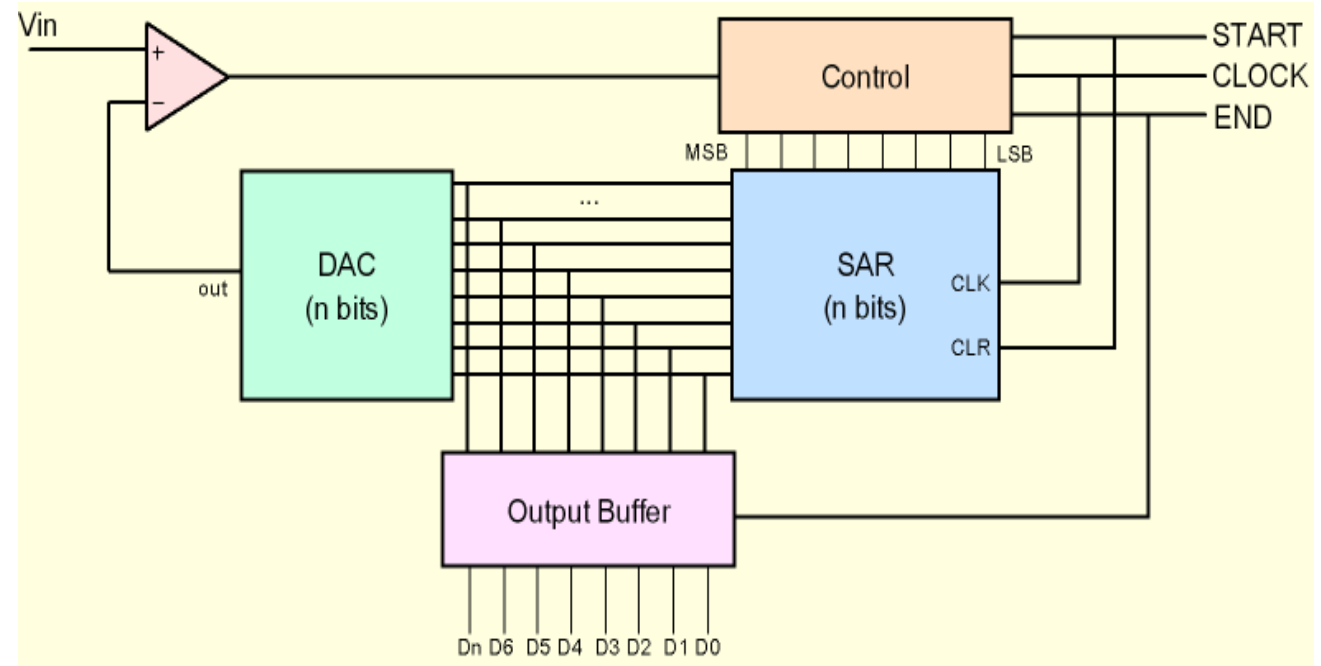 Vin
+
−
Control
START
CLOCK
END
MSB
LSB
...
DAC
(n bits)
out
SAR
(n bits)
CLK
CLR
Output Buffer
Dn D6 D5 D4 D3 D2 D1 D0